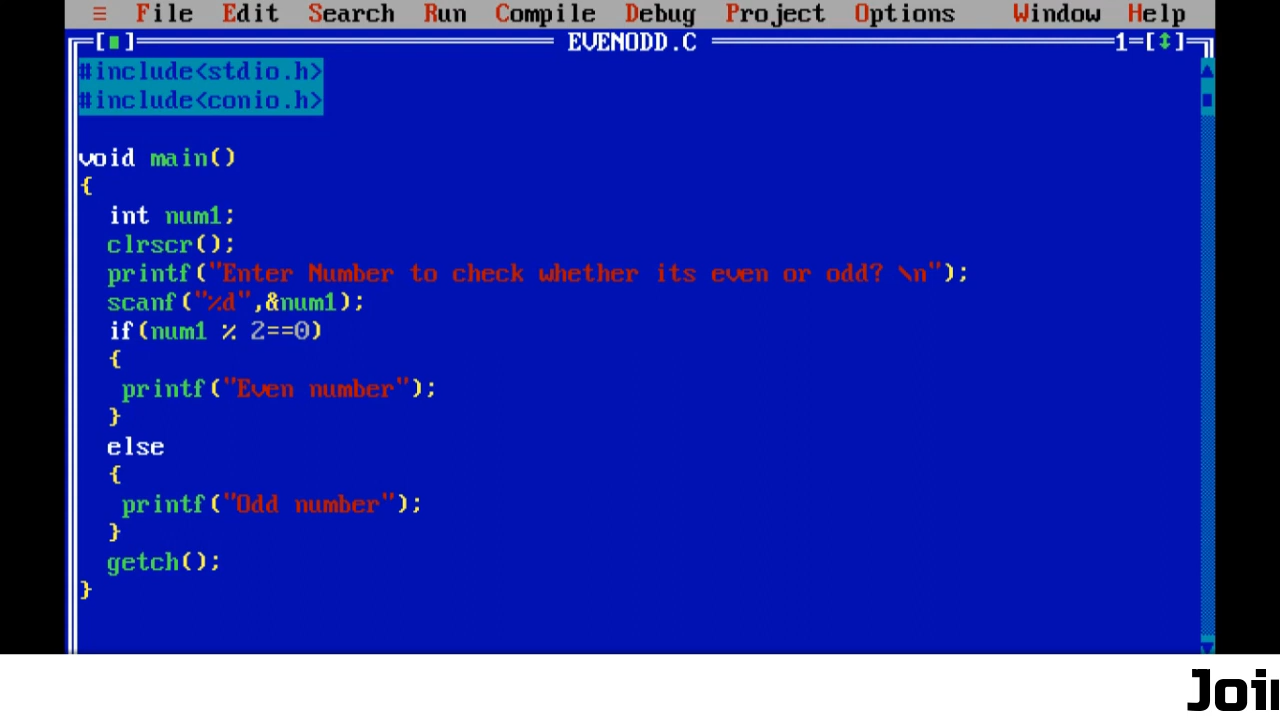 ≡ File Edit Search Run Compile Debug Project Options Window Help
[■] EVENODD.C 1=[↕]
#include<stdio.h>
#include<conio.h>
void main()
{
int num1;
clrscr();
printf("Enter Number to check whether its even or odd? \n");
scanf("%d",&num1);
if(num1 % 2==0)
{
printf("Even number");
}
else
{
printf("Odd number");
}
getch();
}